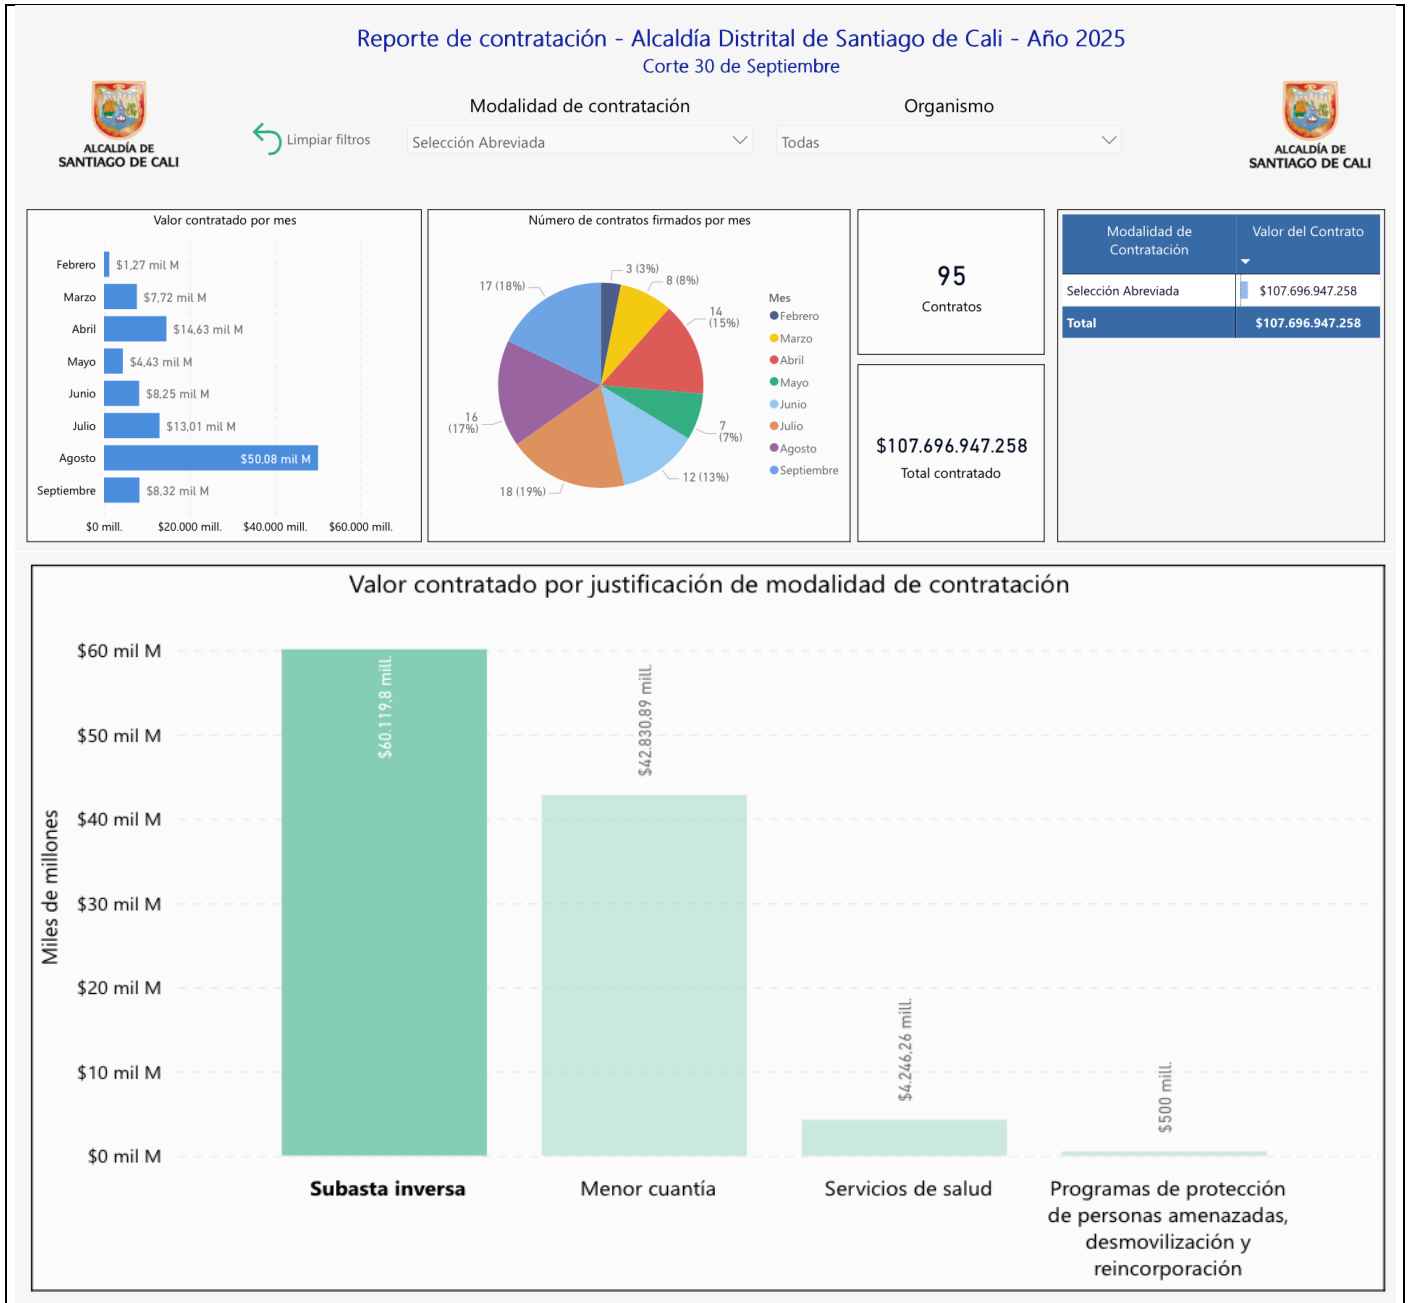 Reporte de contratación - Alcaldía Distrital de Santiago de Cali - Año 2025
Corte 30 de Septiembre
ALCALDÍA DE
SANTIAGO DE CALI
Limpiar filtros
Modalidad de contratación
Selección Abreviada
Organismo
Todas
ALCALDÍA DE
SANTIAGO DE CALI
Valor contratado por mes
Febrero $1,27 mil M
Marzo $7,72 mil M
Abril $14,63 mil M
Mayo $4,43 mil M
Junio $8,25 mil M
Julio $13,01 mil M
Agosto $50,08 mil M
Septiembre $8,32 mil M
$0 mill. $20.000 mill. $40.000 mill. $60.000 mill.
Número de contratos firmados por mes
3 (3%)
8 (8%)
14
(15%)
7
(7%)
12 (13%)
18 (19%)
16
(17%)
17 (18%)
Mes
Febrero
Marzo
Abril
Mayo
Junio
Julio
Agosto
Septiembre
95
Contratos
$107.696.947.258
Total contratado
Modalidad de
Contratación
Valor del Contrato
Selección Abreviada $107.696.947.258
Total $107.696.947.258
Valor contratado por justificación de modalidad de contratación
Miles de millones
$60 mil M
$50 mil M
$40 mil M
$30 mil M
$20 mil M
$10 mil M
$0 mil M
$60.119,8 mill.
$42.830,89 mill.
$4.246,26 mill.
$500 mill.
Subasta inversa
Menor cuantía
Servicios de salud
Programas de protección
de personas amenazadas,
desmovilización y
reincorporación